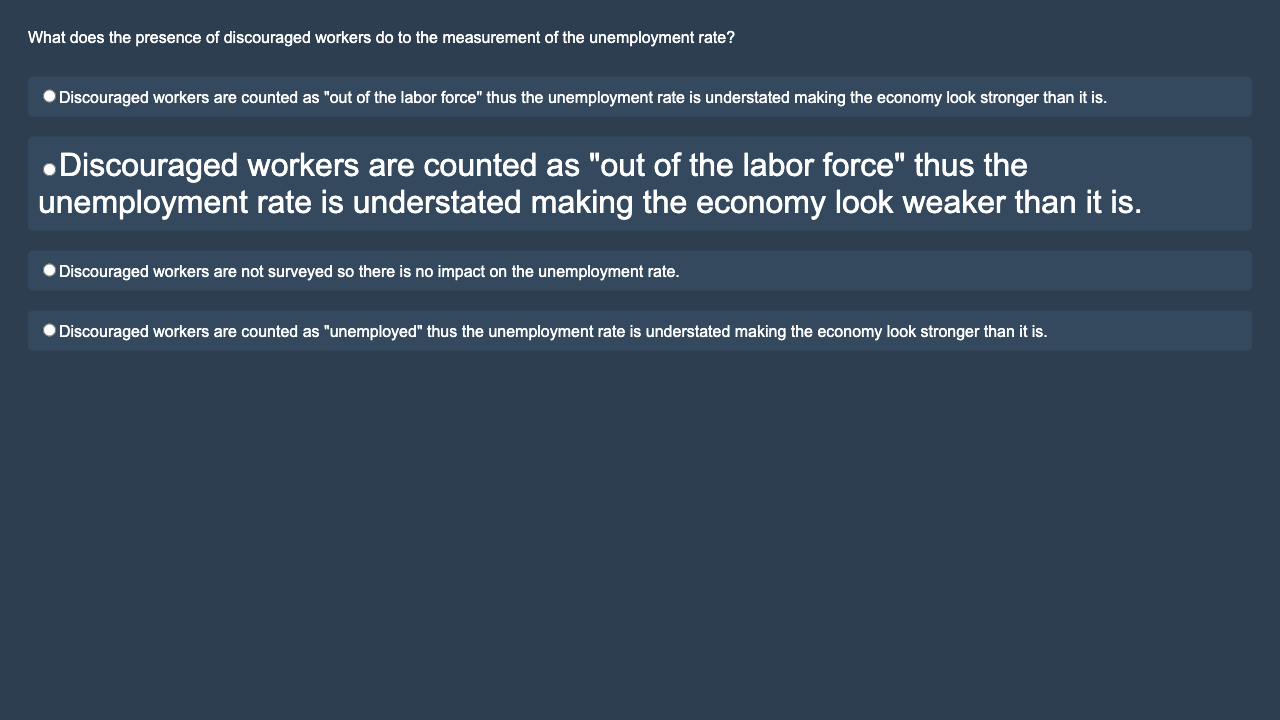 What does the presence of discouraged workers do to the measurement of the unemployment rate?
Discouraged workers are counted as "out of the labor force" thus the unemployment rate is understated making the economy look stronger than it is.
Discouraged workers are counted as "out of the labor force" thus the
unemployment rate is understated making the economy look weaker than it is.
Discouraged workers are not surveyed so there is no impact on the unemployment rate.
Discouraged workers are counted as "unemployed" thus the unemployment rate is understated making the economy look stronger than it is.